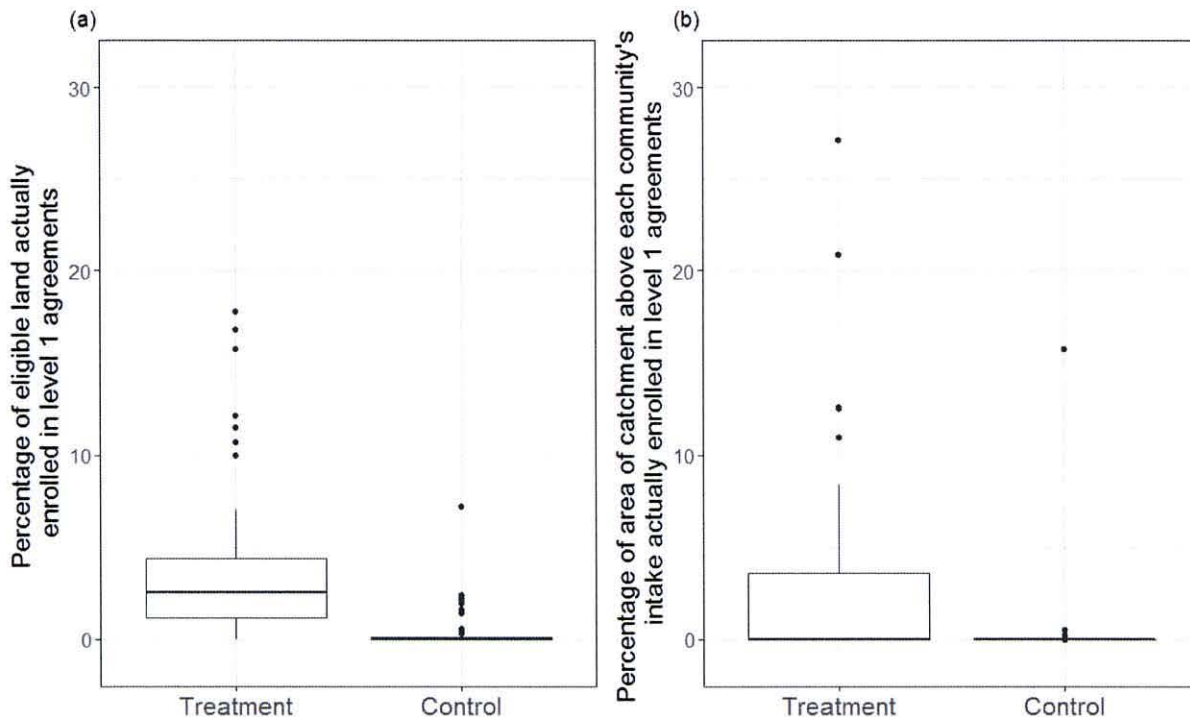 (a)
Percentage of eligible land actually
enrolled in level 1 agreements
30
20
10
0
Treatment
Control
(b)
Percentage of area of catchment above each community's
intake actually enrolled in level 1 agreements
30
20
10
0
Treatment
Control